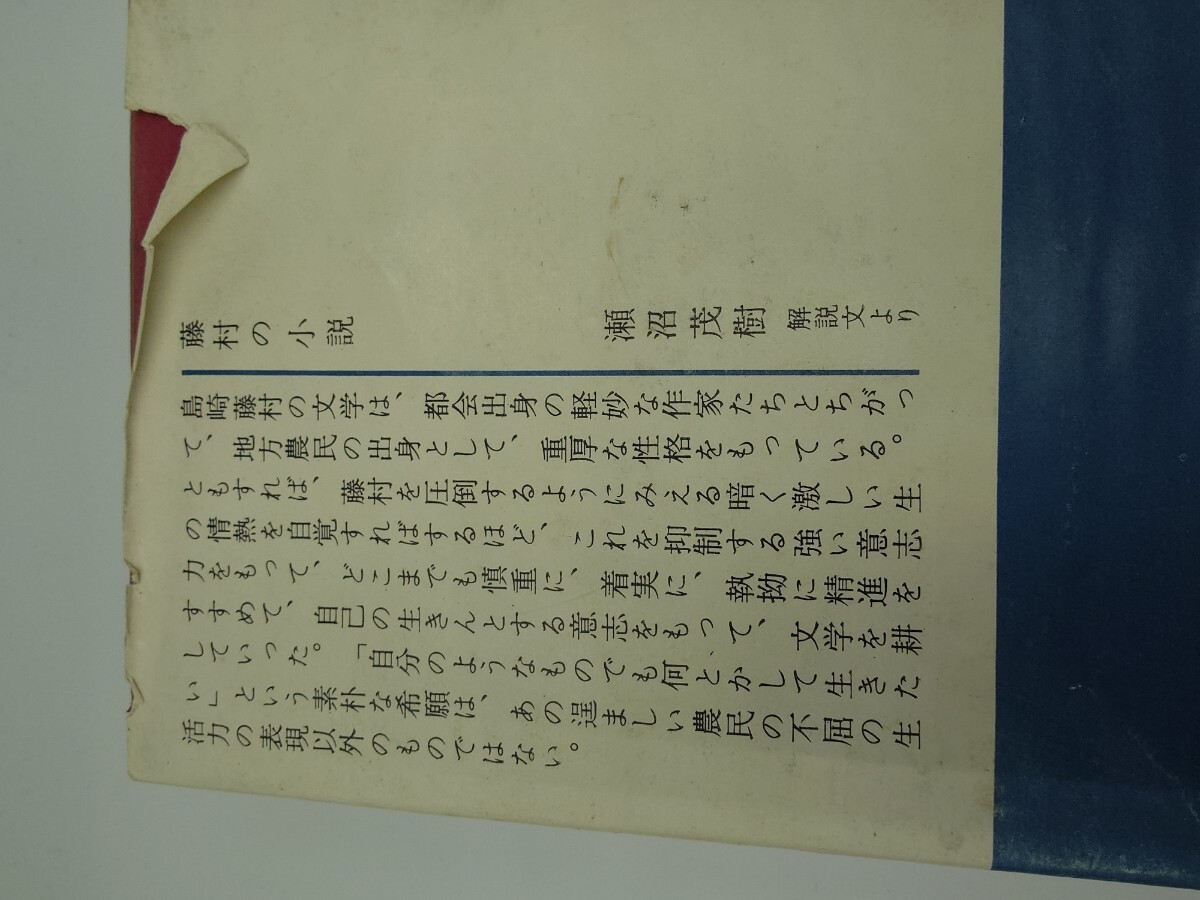 藤村の小説
瀬沼茂樹 解説文より
島崎藤村の文学は、都会出身の軽妙な作家たちとちがっ
て、地方農民の出身として、重厚な性格をもっている。
ともすれば、藤村を圧倒するようにみえる暗く激しい生
の情熱を自覚すればするほど、これを抑制する強い意志
力をもって、どこまでも慎重に、着実に、執拗に精進を
すすめて、自己の生きんとする意志をもって、文学を耕
していった。「自分のようなものでも何とかして生きた
い」という素朴な希願は、あの逞ましい農民の不屈の生
活力の表現以外のものではない。